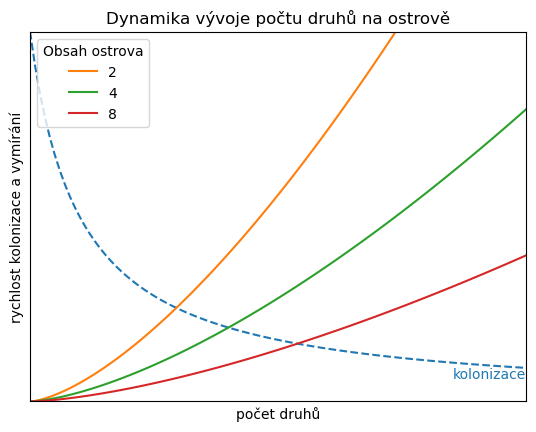 Dynamika vývoje počtu druhů na ostrově
Obsah ostrova
2
4
8
rychlost kolonizace a vymírání
kolonizace
počet druhů